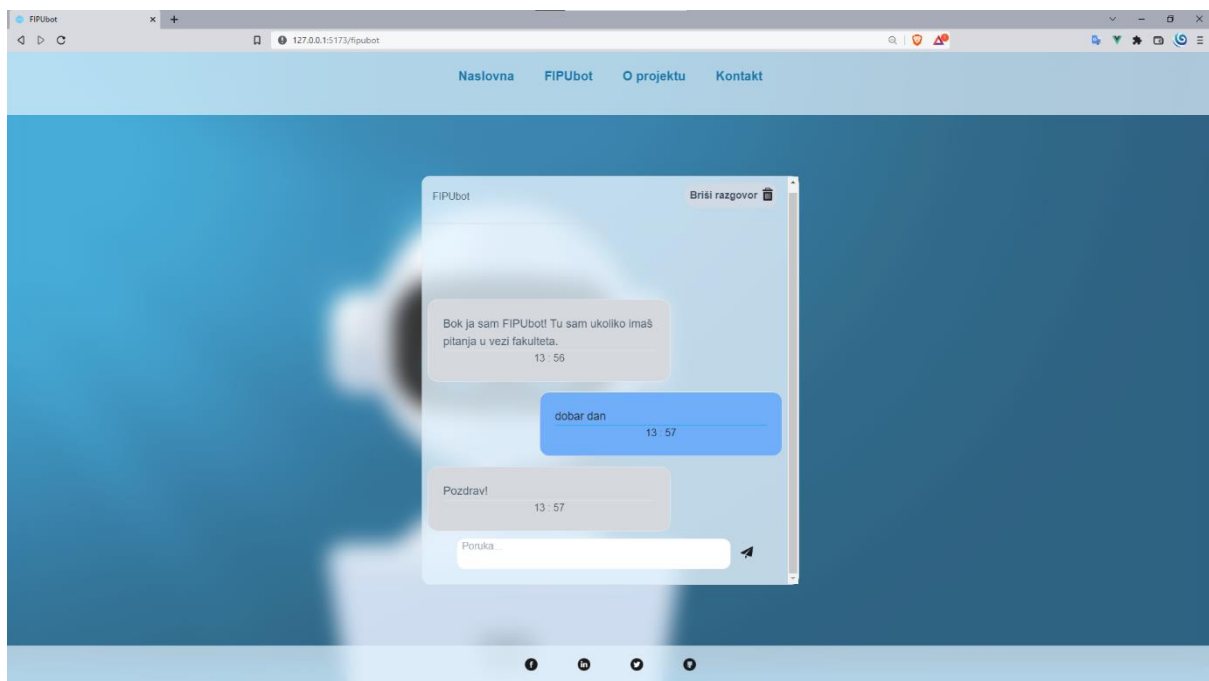 FIPUbot
127.0.0.1:5173/fipubot
Naslovna FIPUbot O projektu Kontakt
FIPUbot Briši razgovor
Bok ja sam FIPUbot! Tu sam ukoliko imaš
pitanja u vezi fakulteta.
13 : 56
dobar dan
13 : 57
Pozdrav!
13 : 57
Poruka...